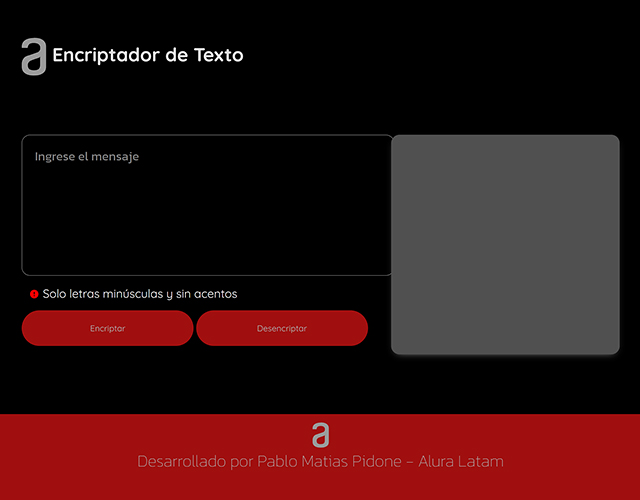 a Encriptador de Texto
Ingrese el mensaje
Solo letras minúsculas y sin acentos
Encriptar
Desencriptar
a
Desarrollado por Pablo Matias Pidone - Alura Latam